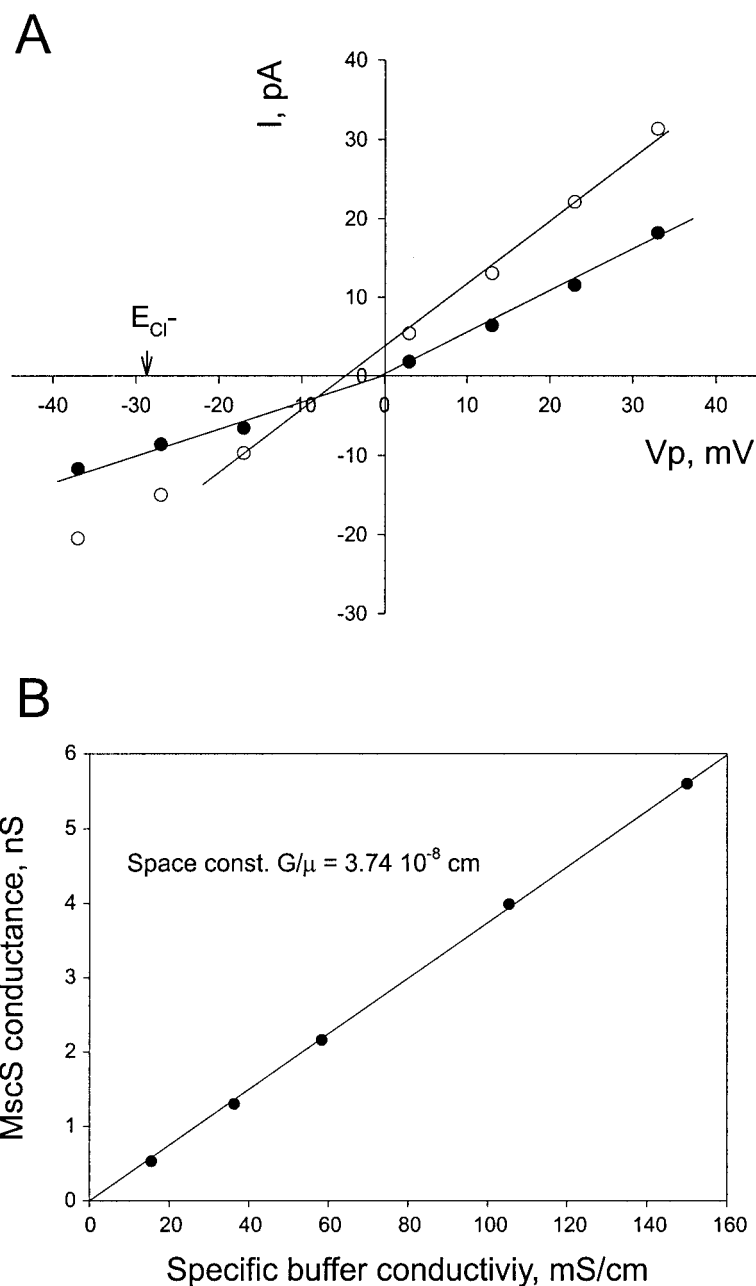 A
I, pA
40
30
20
10
0
-10
-20
-30
-40 -30 -20 -10 0 10 20 30 40
E Cl-
Vp, mV
B
MscS conductance, nS
6
5
4
3
2
1
0
Space const. G/μ = 3.74 10-8 cm
0 20 40 60 80 100 120 140 160
Specific buffer conductiviy, mS/cm